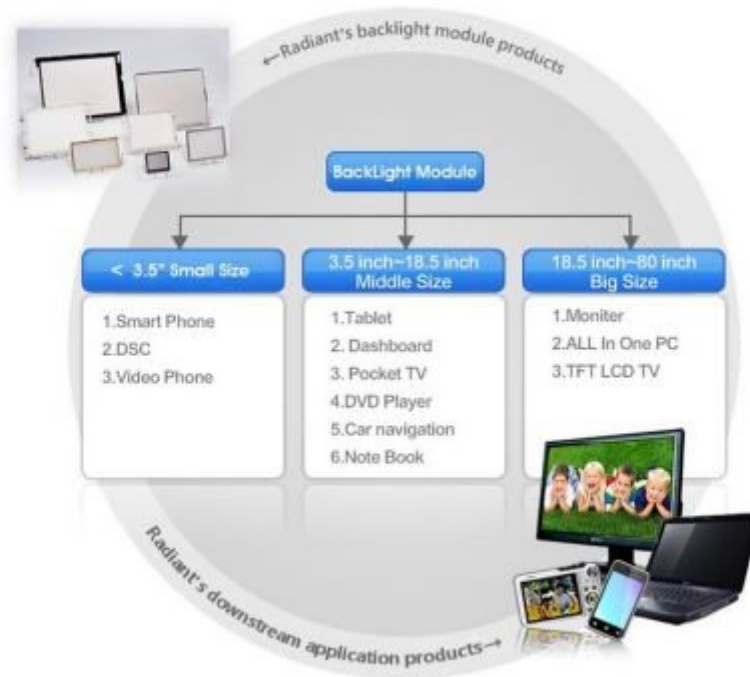 ←Radiant's backlight module products
BackLight Module
< 3.5" Small Size
1.Smart Phone
2.DSC
3.Video Phone
3.5 inch~18.5 inch
Middle Size
1.Tablet
2. Dashboard
3. Pocket TV
4.DVD Player
5.Car navigation
6.Note Book
18.5 inch~80 inch
Big Size
1.Moniter
2.ALL In One PC
3.TFT LCD TV
Radiant's downstream application products→